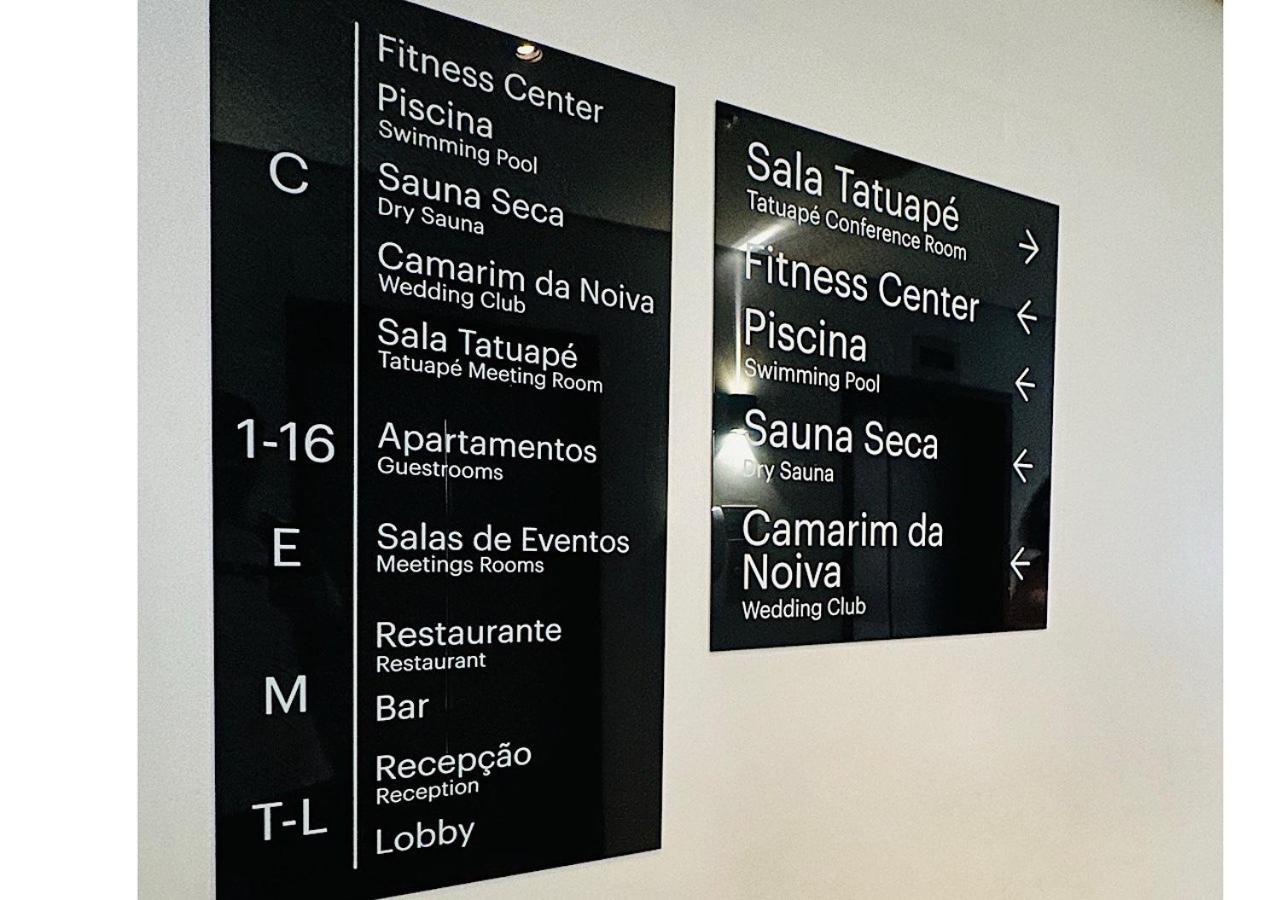 C
Fitness Center
Piscina
Swimming Pool
Sauna Seca
Dry Sauna
Camarim da Noiva
Wedding Club
Sala Tatuapé
Tatuapé Meeting Room
1-16
Apartamentos
Guestrooms
E
Salas de Eventos
Meetings Rooms
M
Restaurante
Restaurant
Bar
T-L
Recepção
Reception
Lobby
Sala Tatuapé
Tatuapé Conference Room
→
Fitness Center
←
Piscina
Swimming Pool
←
Sauna Seca
Dry Sauna
←
Camarim da
Noiva
Wedding Club
←